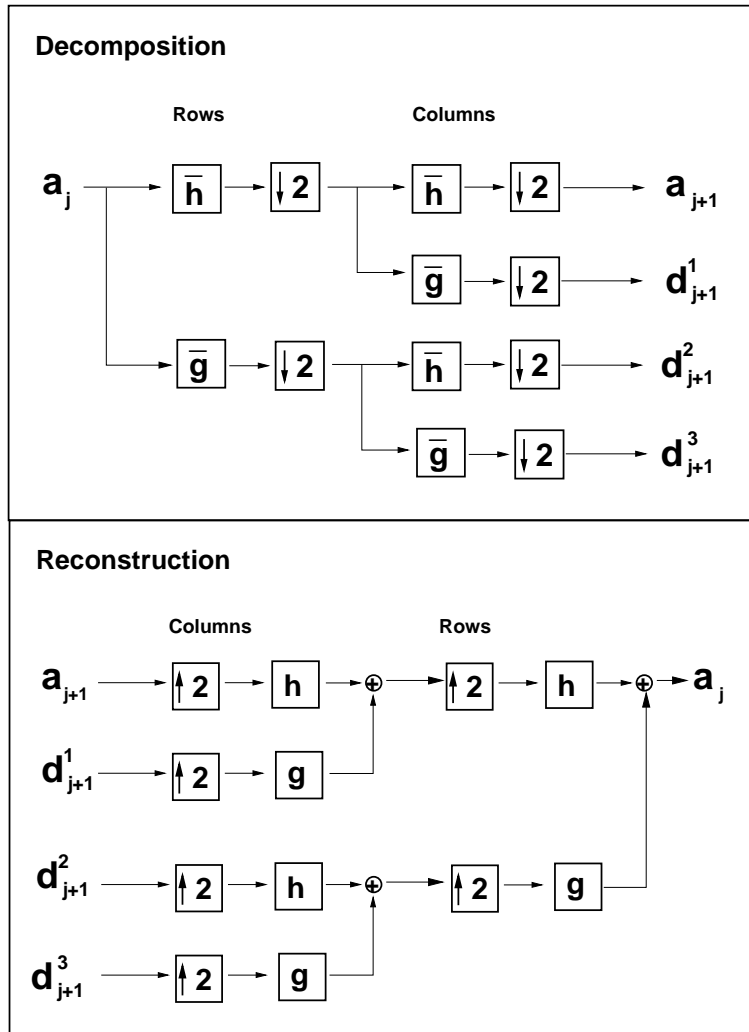 Decomposition
Rows Columns
a_j h̅ ↓2 h̅ ↓2 a_{j+1}
g̅ ↓2 d^1_{j+1}
g̅ ↓2 h̅ ↓2 d^2_{j+1}
g̅ ↓2 d^3_{j+1}
Reconstruction
Columns Rows
a_{j+1} ↑2 h + ↑2 h + a_j
d^1_{j+1} ↑2 g
d^2_{j+1} ↑2 h + ↑2 g
d^3_{j+1} ↑2 g